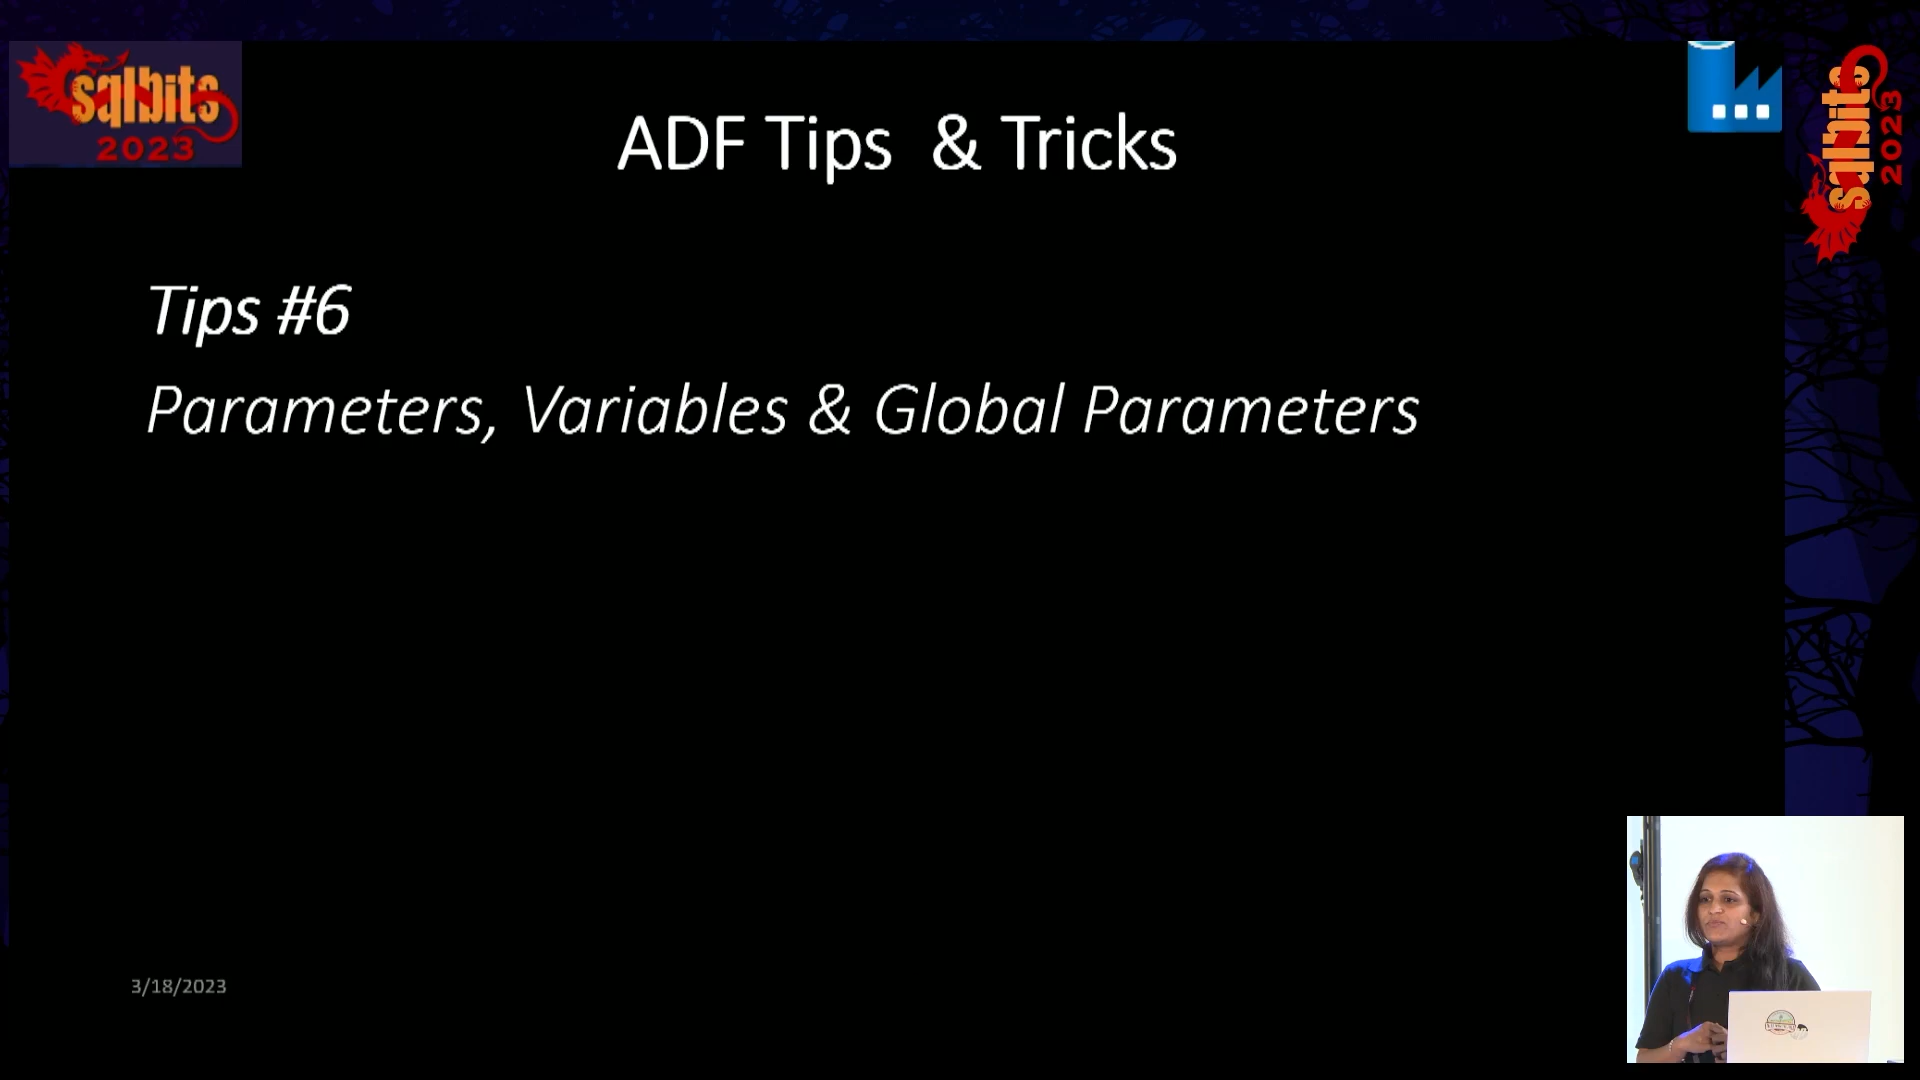 sqlbits
2023
ADF Tips & Tricks
sqlbits
2023
Tips #6
Parameters, Variables & Global Parameters
3/18/2023